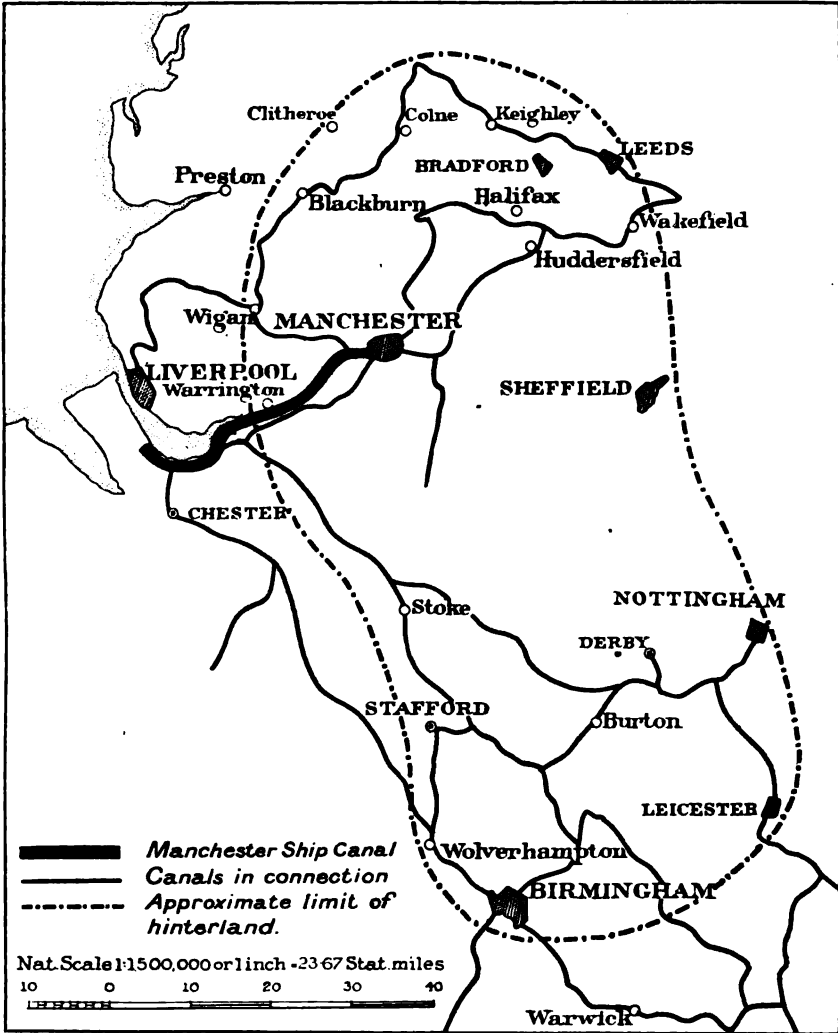 Clitheroe
Colne
Keighley
LEEDS
BRADFORD
Preston
Blackburn
Halifax
Wakefield
Huddersfield
Wigan
MANCHESTER
LIVERPOOL
Warrington
SHEFFIELD
CHESTER
Stoke
NOTTINGHAM
DERBY
STAFFORD
Burton
LEICESTER
Wolverhampton
BIRMINGHAM
Warwick
Manchester Ship Canal
Canals in connection
Approximate limit of
hinterland.
Nat. Scale 1:1500,000 or 1 inch = 23·67 Stat. miles
10 0 10 20 30 40